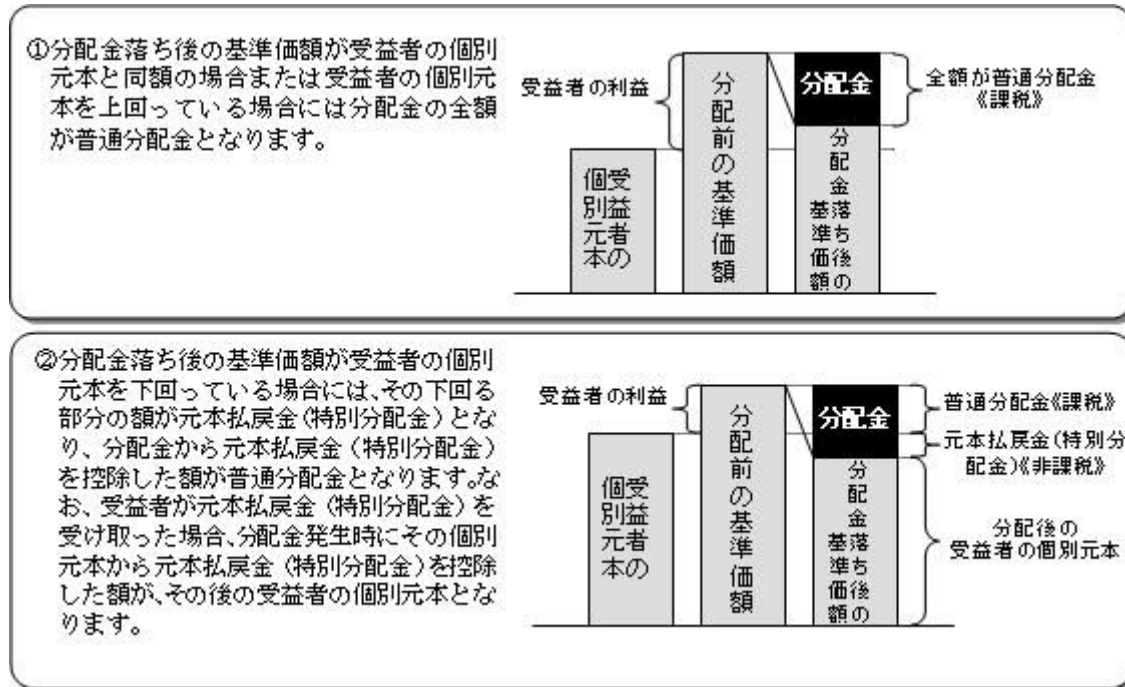 ①分配金落ち後の基準価額が受益者の個別
元本と同額の場合または受益者の個別元
本を上回っている場合には分配金の全額
が普通分配金となります。
受益者の利益
個別元本
受益者の
分配前の基準価額
分配金
基準価額
分配金落ち後の
全額が普通分配金
《課税》
②分配金落ち後の基準価額が受益者の個別
元本を下回っている場合には、その下回る
部分の額が元本払戻金(特別分配金)とな
り、分配金から元本払戻金(特別分配金)
を控除した額が普通分配金となります。な
お、受益者が元本払戻金(特別分配金)を
受け取った場合、分配金発生時にその個別
元本から元本払戻金(特別分配金)を控除
した額が、その後の受益者の個別元本とな
ります。
受益者の利益
個別元本
受益者の
分配前の基準価額
分配金
基準価額
分配金落ち後の
普通分配金《課税》
元本払戻金(特別分
配金)《非課税》
分配後の
受益者の個別元本